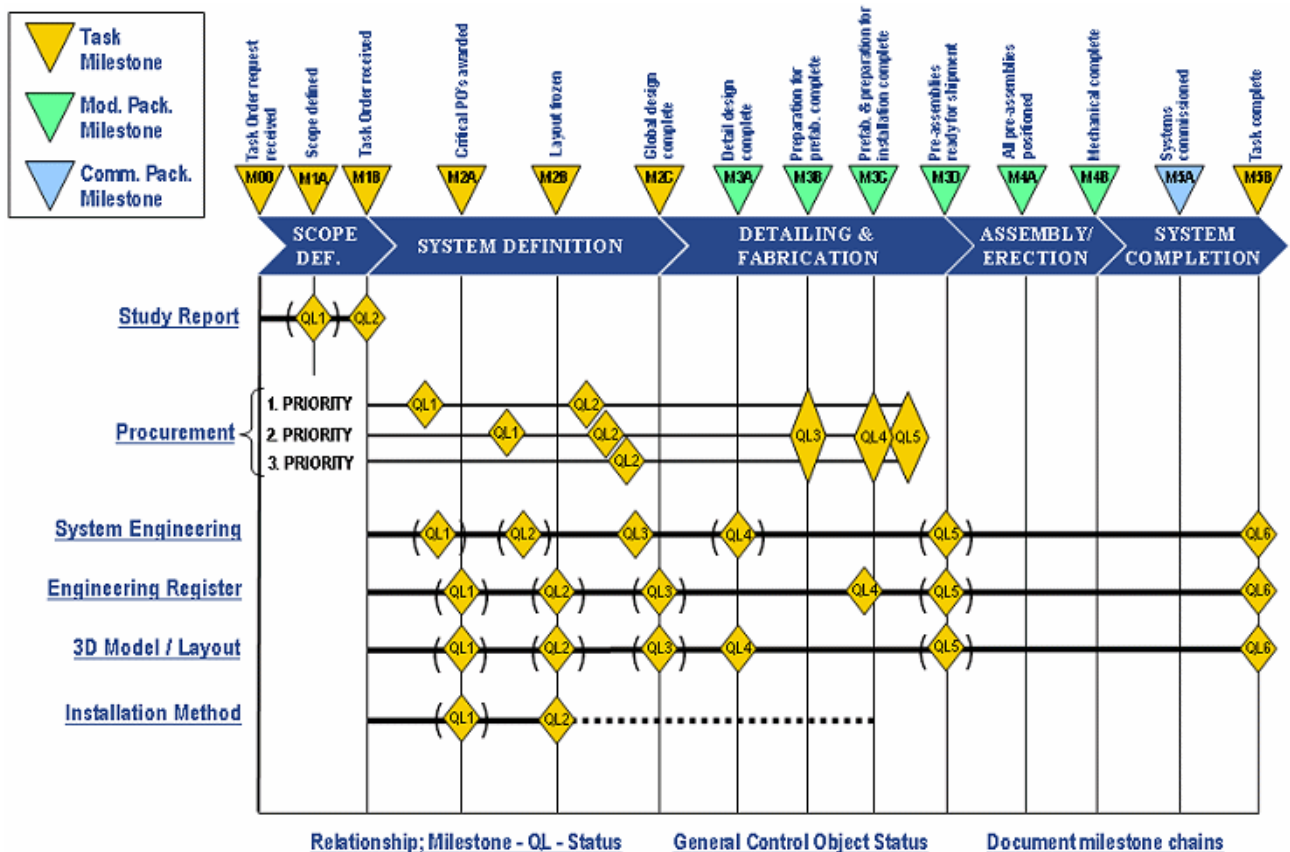 Task
Milestone
Mod. Pack.
Milestone
Comm. Pack.
Milestone
Task Order request
received
Scope defined
Task Order received
Critical PO's awarded
Layout frozen
Global design
complete
Detail design
complete
Preparation for
prefab. complete
Prefab. & preparation for
installation complete
Pre-assemblies
ready for shipment
All pre-assemblies
positioned
Mechanical complete
Systems
commissioned
Task complete
M00 M1A M1B M2A M2B M2C M3A M3B M3C M3D M4A M4B M5A M5B
SCOPE
DEF.
SYSTEM DEFINITION
DETAILING &
FABRICATION
ASSEMBLY/
ERECTION
SYSTEM
COMPLETION
Study Report (QL1) QL2
1. PRIORITY QL1 QL2
Procurement 2. PRIORITY QL1 QL2 QL3 QL4 QL5
3. PRIORITY QL2
System Engineering (QL1) (QL2) QL3 (QL4) (QL5) QL6
Engineering Register (QL1) (QL2) (QL3) QL4 (QL5) QL6
3D Model / Layout (QL1) (QL2) (QL3) QL4 (QL5) QL6
Installation Method (QL1) QL2
Relationship; Milestone - QL - Status General Control Object Status Document milestone chains